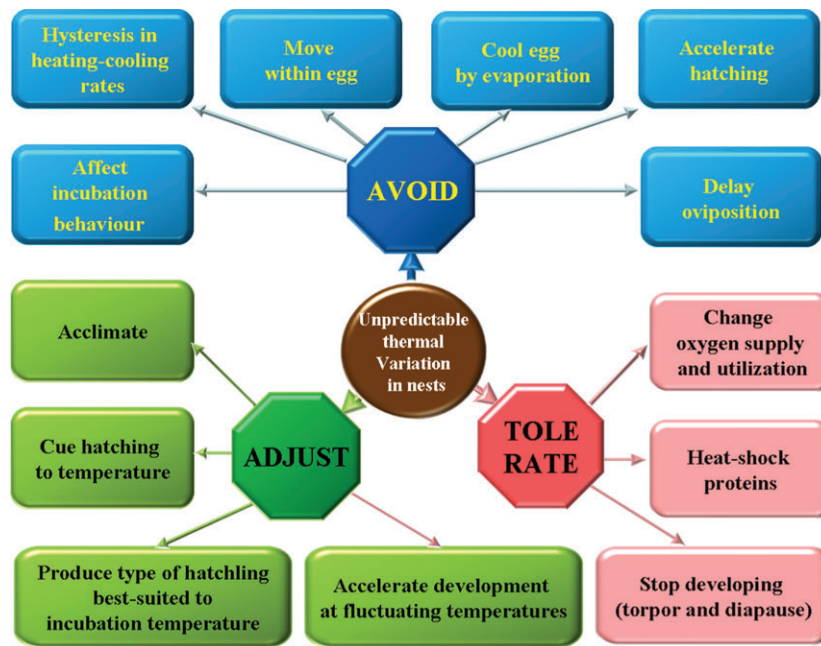 Hysteresis in
heating-cooling
rates
Move
within egg
Cool egg
by evaporation
Accelerate
hatching
Affect
incubation
behaviour
AVOID
Delay
oviposition
Unpredictable
thermal
Variation
in nests
Acclimate
Change
oxygen supply
and utilization
Cue hatching
to temperature
ADJUST
TOLE
RATE
Heat-shock
proteins
Produce type of hatchling
best-suited to
incubation temperature
Accelerate development
at fluctuating temperatures
Stop developing
(torpor and diapause)